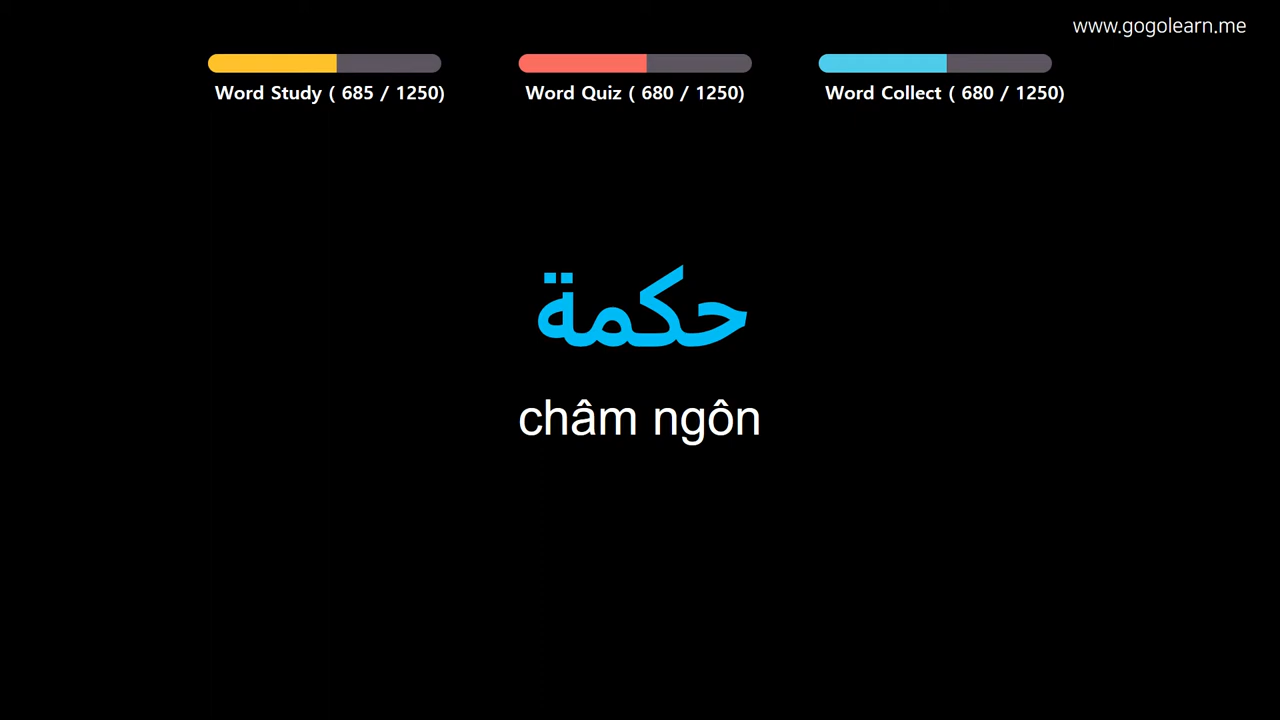 www.gogolearn.me
Word Study ( 685 / 1250)
Word Quiz ( 680 / 1250)
Word Collect ( 680 / 1250)
حكمة
châm ngôn